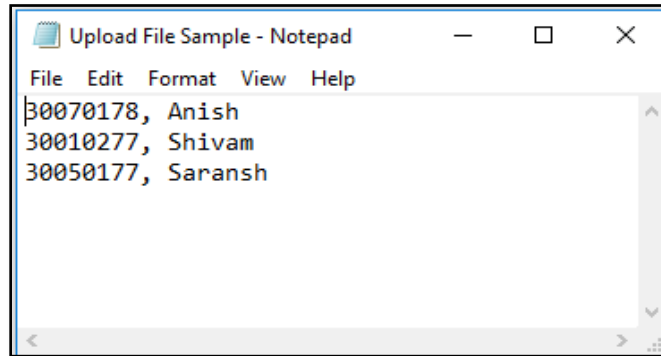 Upload File Sample - Notepad
File Edit Format View Help
30070178, Anish
30010277, Shivam
30050177, Saransh